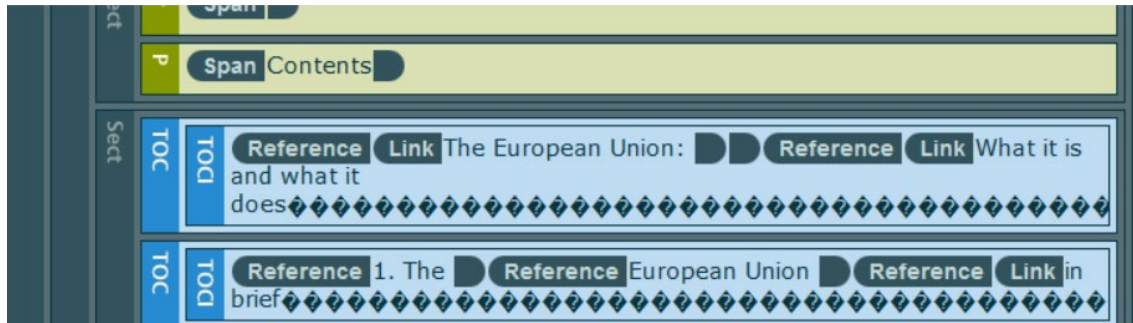 Sect
Span
P
Span Contents
Sect
TOC
TOCI
Reference Link The European Union: Reference Link What it is
and what it
does��������������������������������������
TOC
TOCI
Reference 1. The Reference European Union Reference Link in
brief��������������������������������������